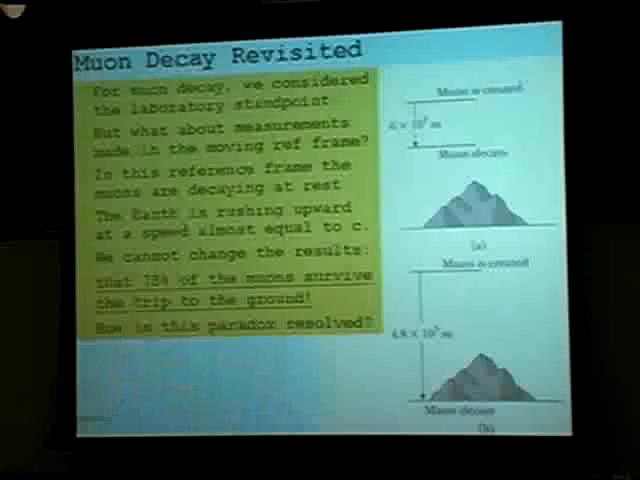 Muon Decay Revisited
For muon decay, we considered
the laboratory standpoint
But what about measurements
made in the moving ref frame?
In this reference frame the
muons are decaying at rest
The Earth is rushing upward
at a speed almost equal to c.
We cannot change the results:
that 75% of the muons survive
the trip to the ground!
How is this paradox resolved?
Muon is created
Muon decays
(a)
Muon is created
Muon decays
(b)